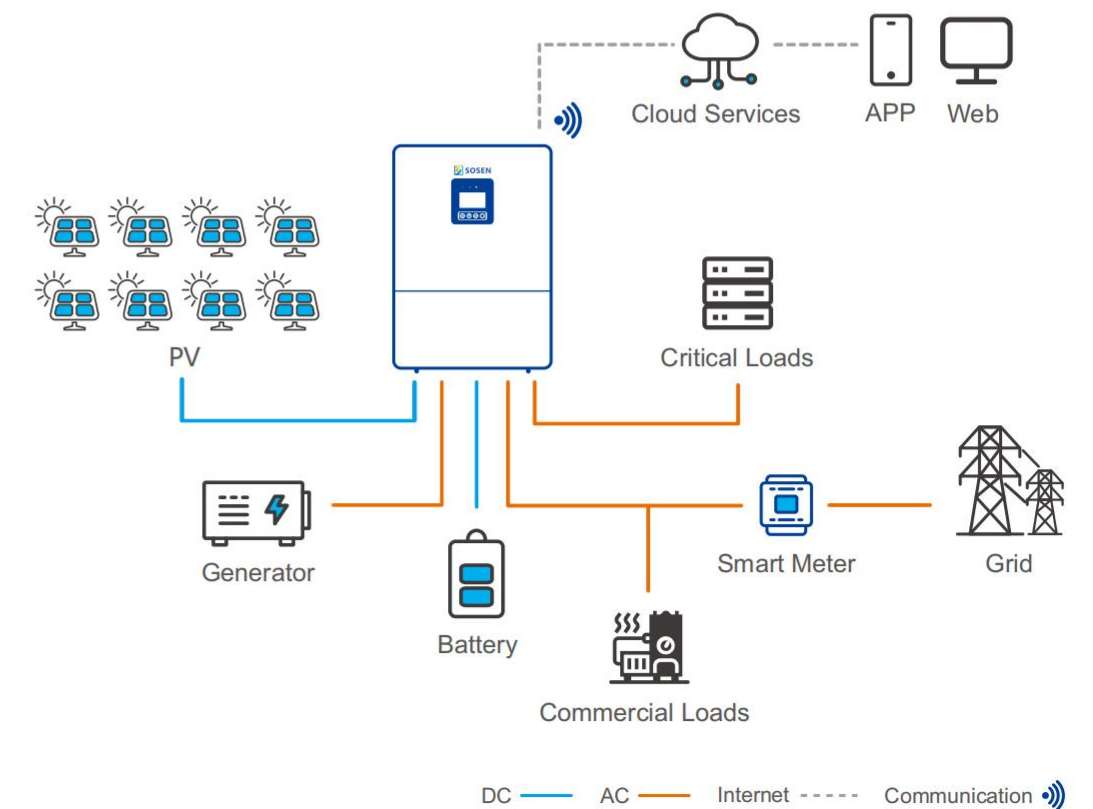 Cloud Services
APP
Web
SOSEN
PV
Critical Loads
Generator
Battery
Smart Meter
Grid
Commercial Loads
DC
AC
Internet
Communication